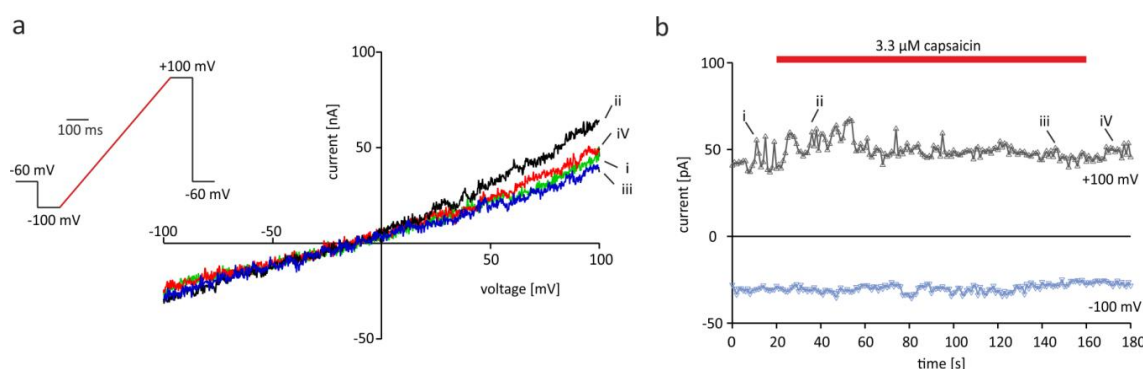 a
+100 mV
100 ms
-60 mV
-100 mV
-60 mV
current [nA]
100
50
-50
-100
-50
50
100
voltage [mV]
ii
iV
i
iii
b
3.3 µM capsaicin
current [pA]
100
50
0
-50
i
ii
iii
iV
+100 mV
-100 mV
0
20
40
60
80
100
120
140
160
180
time [s]